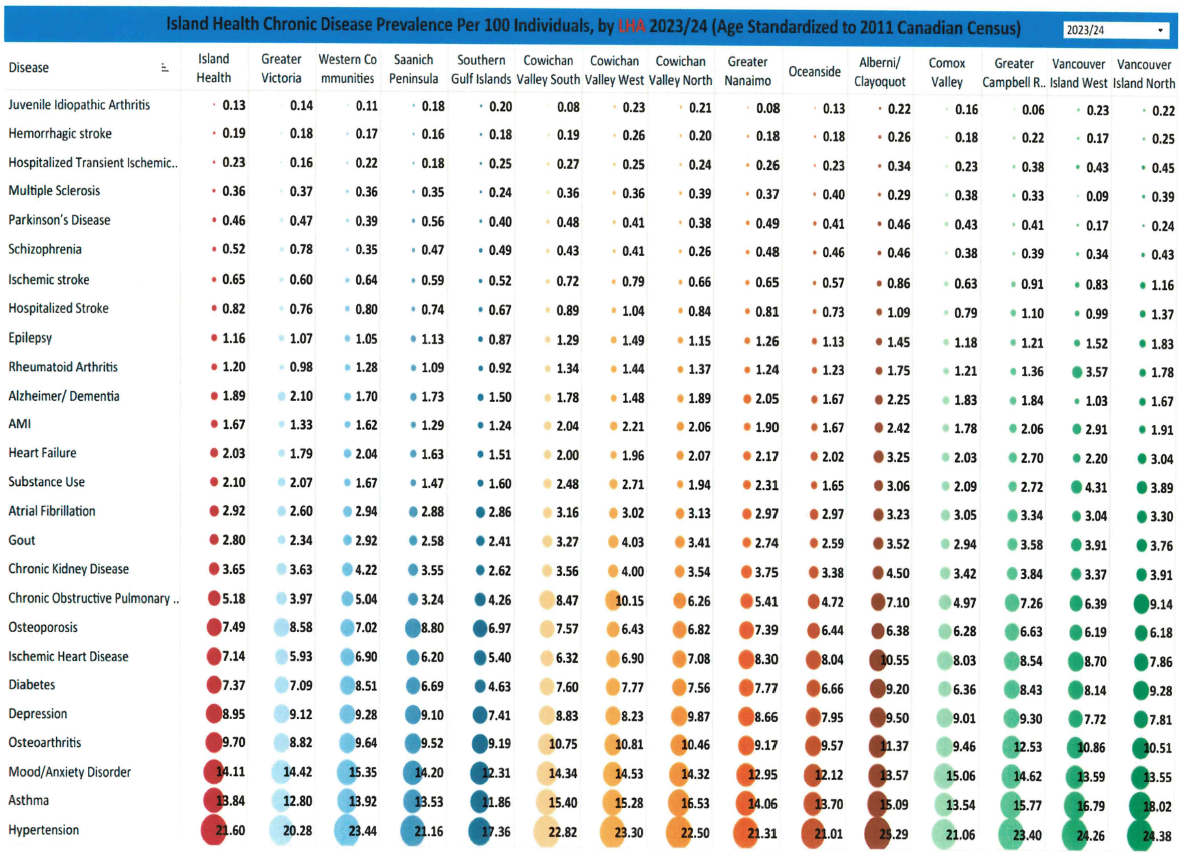 Island Health Chronic Disease Prevalence Per 100 Individuals, by LHA 2023/24 (Age Standardized to 2011 Canadian Census) 2023/24
Disease Island Health Greater Victoria Western Co mmunities Saanich Peninsula Southern Gulf Islands Cowichan Valley South Cowichan Valley West Cowichan Valley North Greater Nanaimo Oceanside Alberni/ Clayoquot Comox Valley Greater Campbell R.. Vancouver Island West Vancouver Island North
Juvenile Idiopathic Arthritis 0.13 0.14 0.11 0.18 0.20 0.08 0.23 0.21 0.08 0.13 0.22 0.16 0.06 0.23 0.22
Hemorrhagic stroke 0.19 0.18 0.17 0.16 0.18 0.19 0.26 0.20 0.18 0.18 0.26 0.18 0.22 0.17 0.25
Hospitalized Transient Ischemic.. 0.23 0.16 0.22 0.18 0.25 0.27 0.25 0.24 0.26 0.23 0.34 0.23 0.38 0.43 0.45
Multiple Sclerosis 0.36 0.37 0.36 0.35 0.24 0.36 0.36 0.39 0.37 0.40 0.29 0.38 0.33 0.09 0.39
Parkinson's Disease 0.46 0.47 0.39 0.56 0.40 0.48 0.41 0.38 0.49 0.41 0.46 0.43 0.41 0.17 0.24
Schizophrenia 0.52 0.78 0.35 0.47 0.49 0.43 0.41 0.26 0.48 0.46 0.46 0.38 0.39 0.34 0.43
Ischemic stroke 0.65 0.60 0.64 0.59 0.52 0.72 0.79 0.66 0.65 0.57 0.86 0.63 0.91 0.83 1.16
Hospitalized Stroke 0.82 0.76 0.80 0.74 0.67 0.89 1.04 0.84 0.81 0.73 1.09 0.79 1.10 0.99 1.37
Epilepsy 1.16 1.07 1.05 1.13 0.87 1.29 1.49 1.15 1.26 1.13 1.45 1.18 1.21 1.52 1.83
Rheumatoid Arthritis 1.20 0.98 1.28 1.09 0.92 1.34 1.44 1.37 1.24 1.23 1.75 1.21 1.36 3.57 1.78
Alzheimer/ Dementia 1.89 2.10 1.70 1.73 1.50 1.78 1.48 1.89 2.05 1.67 2.25 1.83 1.84 1.03 1.67
AMI 1.67 1.33 1.62 1.29 1.24 2.04 2.21 2.06 1.90 1.67 2.42 1.78 2.06 2.91 1.91
Heart Failure 2.03 1.79 2.04 1.63 1.51 2.00 1.96 2.07 2.17 2.02 3.25 2.03 2.70 2.20 3.04
Substance Use 2.10 2.07 1.67 1.47 1.60 2.48 2.71 1.94 2.31 1.65 3.06 2.09 2.72 4.31 3.89
Atrial Fibrillation 2.92 2.60 2.94 2.88 2.86 3.16 3.02 3.13 2.97 2.97 3.23 3.05 3.34 3.04 3.30
Gout 2.80 2.34 2.92 2.58 2.41 3.27 4.03 3.41 2.74 2.59 3.52 2.94 3.58 3.91 3.76
Chronic Kidney Disease 3.65 3.63 4.22 3.55 2.62 3.56 4.00 3.54 3.75 3.38 4.50 3.42 3.84 3.37 3.91
Chronic Obstructive Pulmonary .. 5.18 3.97 5.04 3.24 4.26 8.47 10.15 6.26 5.41 4.72 7.10 4.97 7.26 6.39 9.14
Osteoporosis 7.49 8.58 7.02 8.80 6.97 7.57 6.43 6.82 7.39 6.44 6.38 6.28 6.63 6.19 6.18
Ischemic Heart Disease 7.14 5.93 6.90 6.20 5.40 6.32 6.90 7.08 8.30 8.04 10.55 8.03 8.54 8.70 7.86
Diabetes 7.37 7.09 8.51 6.69 4.63 7.60 7.77 7.56 7.77 6.66 9.20 6.36 8.43 8.14 9.28
Depression 8.95 9.12 9.28 9.10 7.41 8.83 8.23 9.87 8.66 7.95 9.50 9.01 9.30 7.72 7.81
Osteoarthritis 9.70 8.82 9.64 9.52 9.19 10.75 10.81 10.46 9.17 9.57 11.37 9.46 12.53 10.86 10.51
Mood/Anxiety Disorder 14.11 14.42 15.35 14.20 12.31 14.34 14.53 14.32 12.95 12.12 13.57 15.06 14.62 13.59 13.55
Asthma 13.84 12.80 13.92 13.53 11.86 15.40 15.28 16.53 14.06 13.70 15.09 13.54 15.77 16.79 18.02
Hypertension 21.60 20.28 23.44 21.16 17.36 22.82 23.30 22.50 21.31 21.01 25.29 21.06 23.40 24.26 24.38